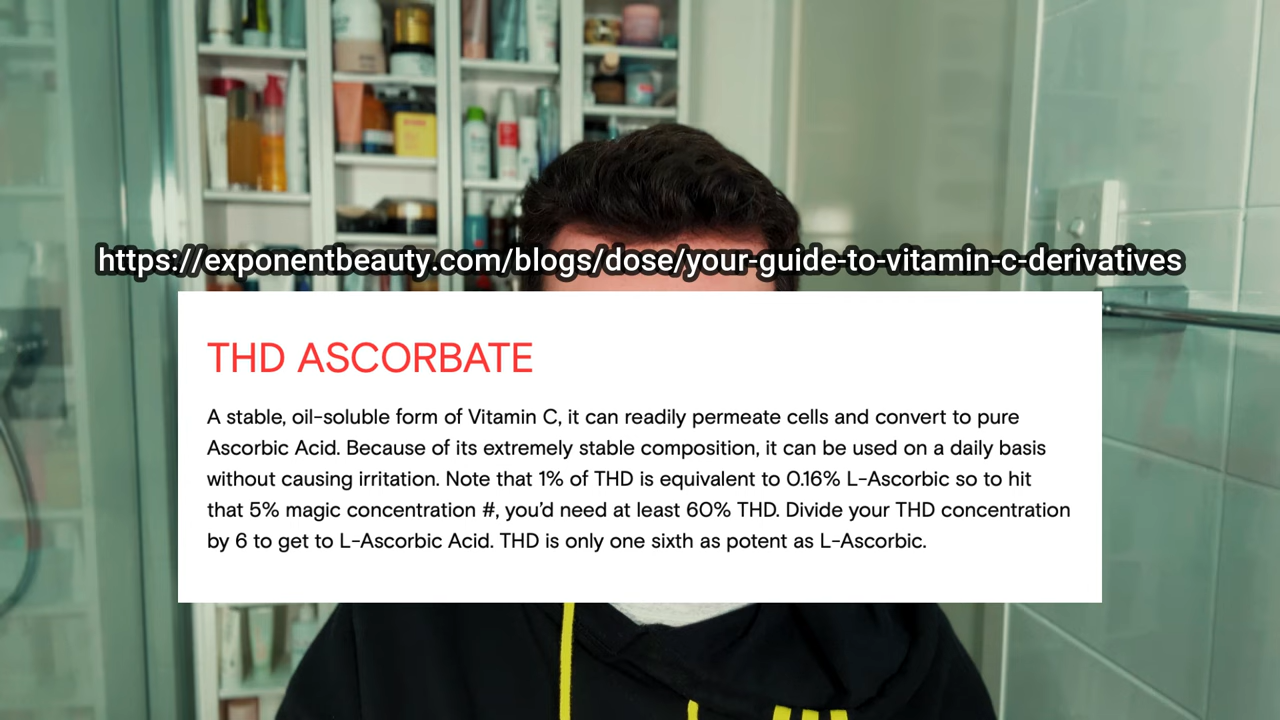 https://exponentbeauty.com/blogs/dose/your-guide-to-vitamin-c-derivatives
THD ASCORBATE
A stable, oil-soluble form of Vitamin C, it can readily permeate cells and convert to pure
Ascorbic Acid. Because of its extremely stable composition, it can be used on a daily basis
without causing irritation. Note that 1% of THD is equivalent to 0.16% L-Ascorbic so to hit
that 5% magic concentration #, you’d need at least 60% THD. Divide your THD concentration
by 6 to get to L-Ascorbic Acid. THD is only one sixth as potent as L-Ascorbic.